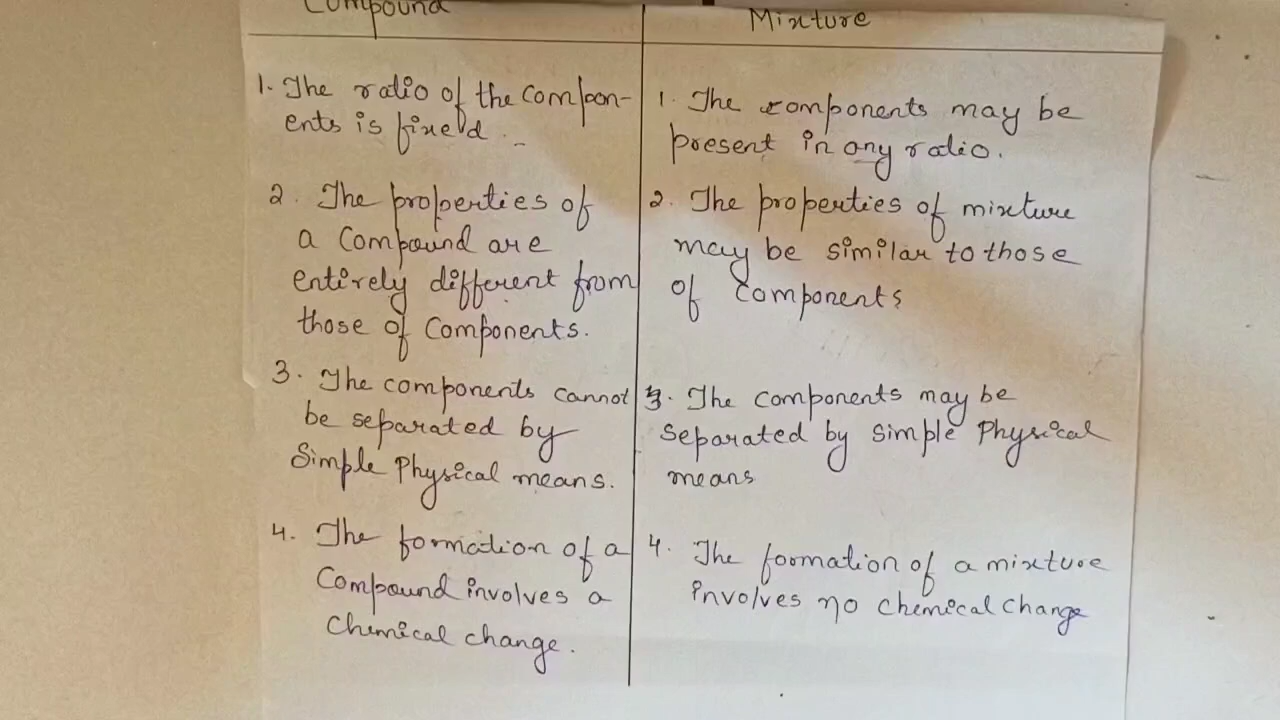 Compound
1. The ratio of the compon-
ents is fixed.
2. The properties of
a Compound are
entirely different from
those of Components.
3. The components cannot
be separated by
Simple Physical means.
4. The formation of a
Compound involves a
Chemical change.
Mixture
1. The components may be
present in any ratio.
2. The properties of mixture
may be similar to those
of Components
3. The components may be
Separated by Simple Physical
means
4. The formation of a mixture
involves no chemical change